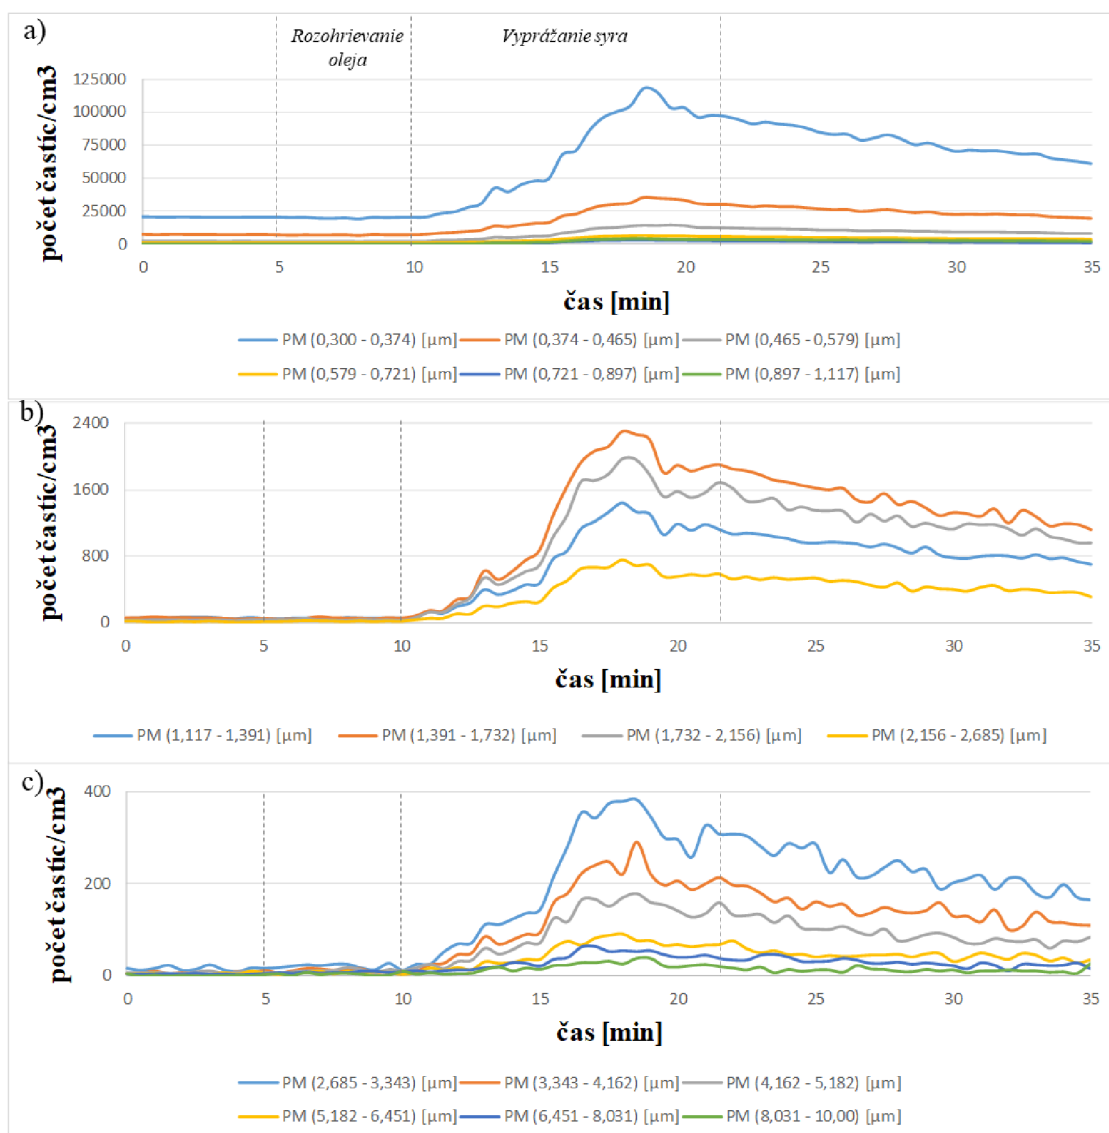 a)
Rozohrievanie
oleja
Vyprážanie syra
počet častíc/cm3
125000
100000
75000
50000
25000
0
0 5 10 15 20 25 30 35
čas [min]
PM (0,300 - 0,374) [µm] PM (0,374 - 0,465) [µm] PM (0,465 - 0,579) [µm]
PM (0,579 - 0,721) [µm] PM (0,721 - 0,897) [µm] PM (0,897 - 1,117) [µm]
b)
počet častíc/cm3
2400
1600
800
0
0 5 10 15 20 25 30 35
čas [min]
PM (1,117 - 1,391) [µm] PM (1,391 - 1,732) [µm] PM (1,732 - 2,156) [µm] PM (2,156 - 2,685) [µm]
c)
počet častíc/cm3
400
200
0
0 5 10 15 20 25 30 35
čas [min]
PM (2,685 - 3,343) [µm] PM (3,343 - 4,162) [µm] PM (4,162 - 5,182) [µm]
PM (5,182 - 6,451) [µm] PM (6,451 - 8,031) [µm] PM (8,031 - 10,00) [µm]